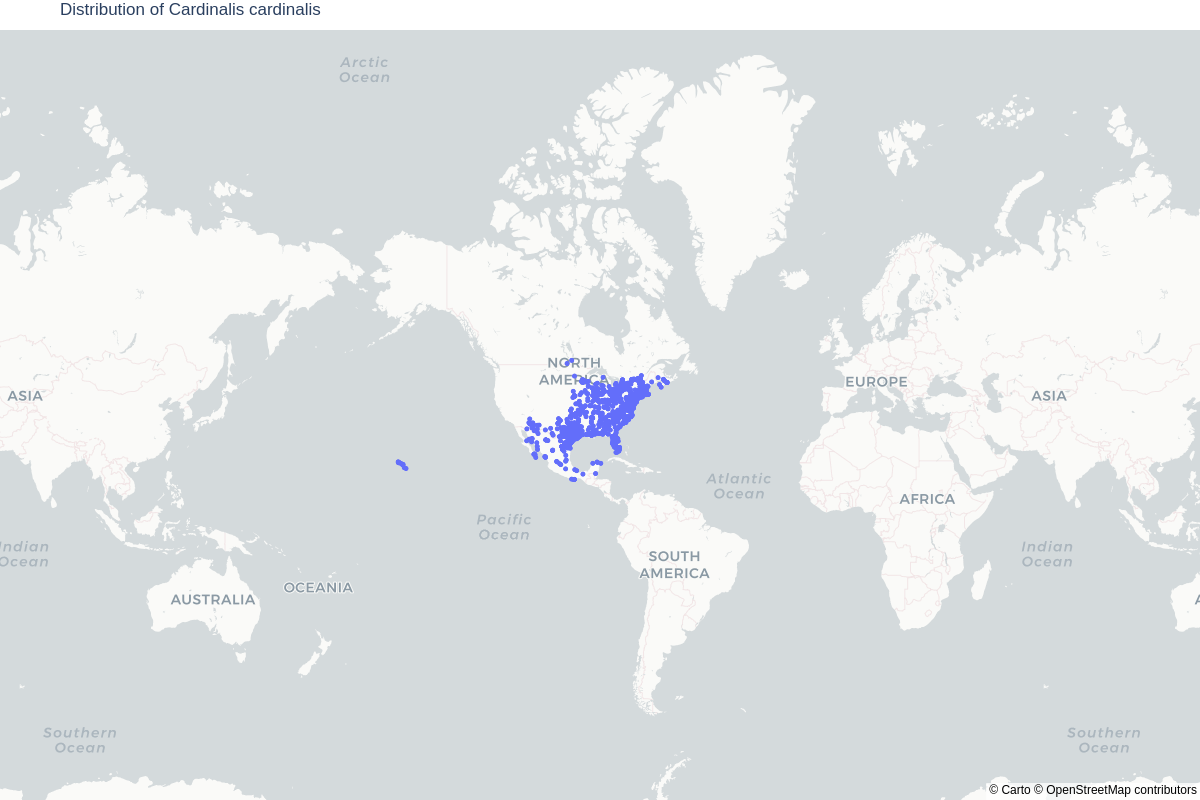 Distribution of Cardinalis cardinalis
Arctic
Ocean
NORTH
AMERICA
EUROPE
ASIA
ASIA
Atlantic
Ocean
AFRICA
Pacific
Ocean
Indian
Ocean
Indian
Ocean
SOUTH
AMERICA
OCEANIA
AUSTRALIA
A
Southern
Ocean
Southern
Ocean
© Carto © OpenStreetMap contributors